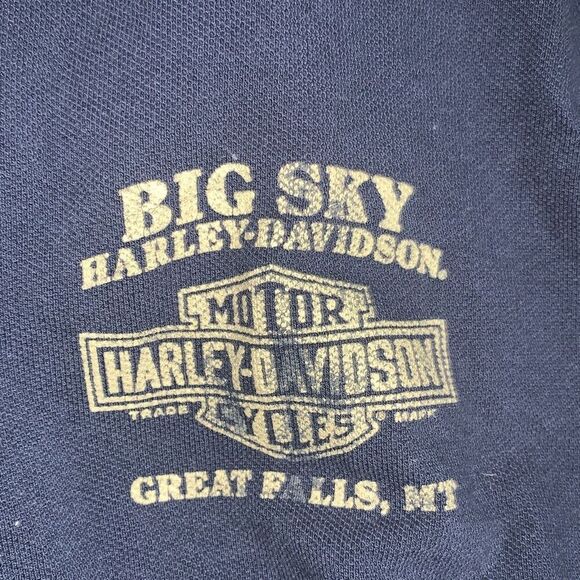 BIG SKY
HARLEY-DAVIDSON.
MOTOR
HARLEY-DAVIDSON
TRADE MARK
CYCLES
GREAT FALLS, MT